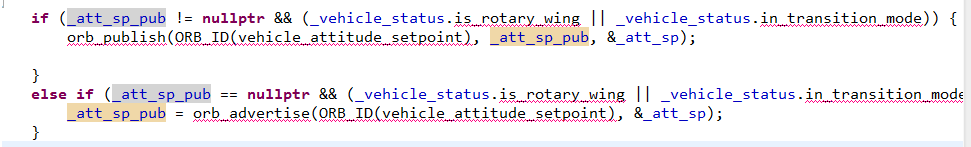 if (_att_sp_pub != nullptr && (_vehicle_status.is_rotary_wing || _vehicle_status.in_transition_mode)) {
orb_publish(ORB_ID(vehicle_attitude_setpoint), _att_sp_pub, &_att_sp);
}
else if (_att_sp_pub == nullptr && (_vehicle_status.is_rotary_wing || _vehicle_status.in_transition_mode
_att_sp_pub = orb_advertise(ORB_ID(vehicle_attitude_setpoint), &_att_sp);
}